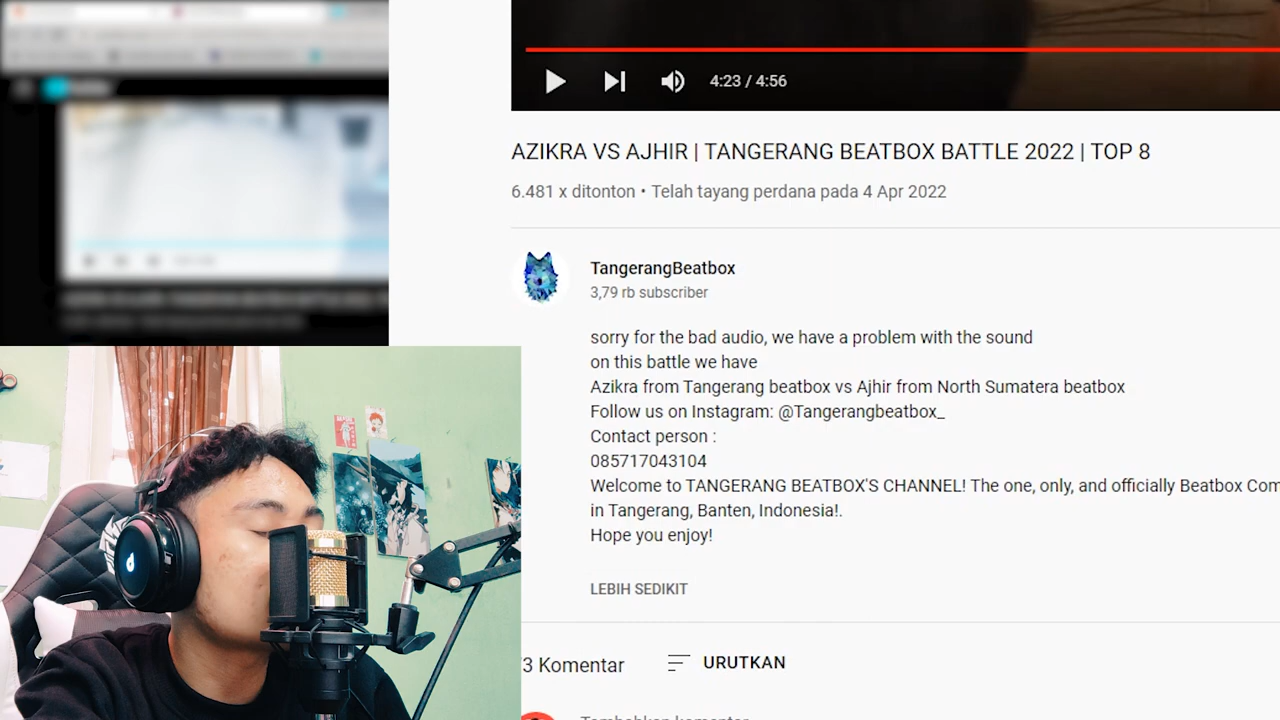 4:23 / 4:56
AZIKRA VS AJHIR | TANGERANG BEATBOX BATTLE 2022 | TOP 8
6.481 x ditonton • Telah tayang perdana pada 4 Apr 2022
TangerangBeatbox
3,79 rb subscriber
sorry for the bad audio, we have a problem with the sound
on this battle we have
Azikra from Tangerang beatbox vs Ajhir from North Sumatera beatbox
Follow us on Instagram: @Tangerangbeatbox_
Contact person :
085717043104
Welcome to TANGERANG BEATBOX'S CHANNEL! The one, only, and officially Beatbox Com
in Tangerang, Banten, Indonesia!.
Hope you enjoy!
LEBIH SEDIKIT
3 Komentar
URUTKAN